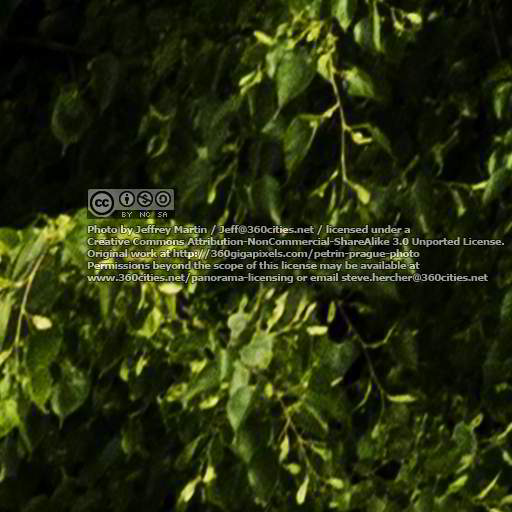 cc BY NC SA
Photo by Jeffrey Martin / Jeff@360cities.net / licensed under a
Creative Commons Attribution-NonCommercial-ShareAlike 3.0 Unported License.
Original work at http://360gigapixels.com/petrin-prague-photo
Permissions beyond the scope of this license may be available at
www.360cities.net/panorama-licensing or email steve.hercher@360cities.net